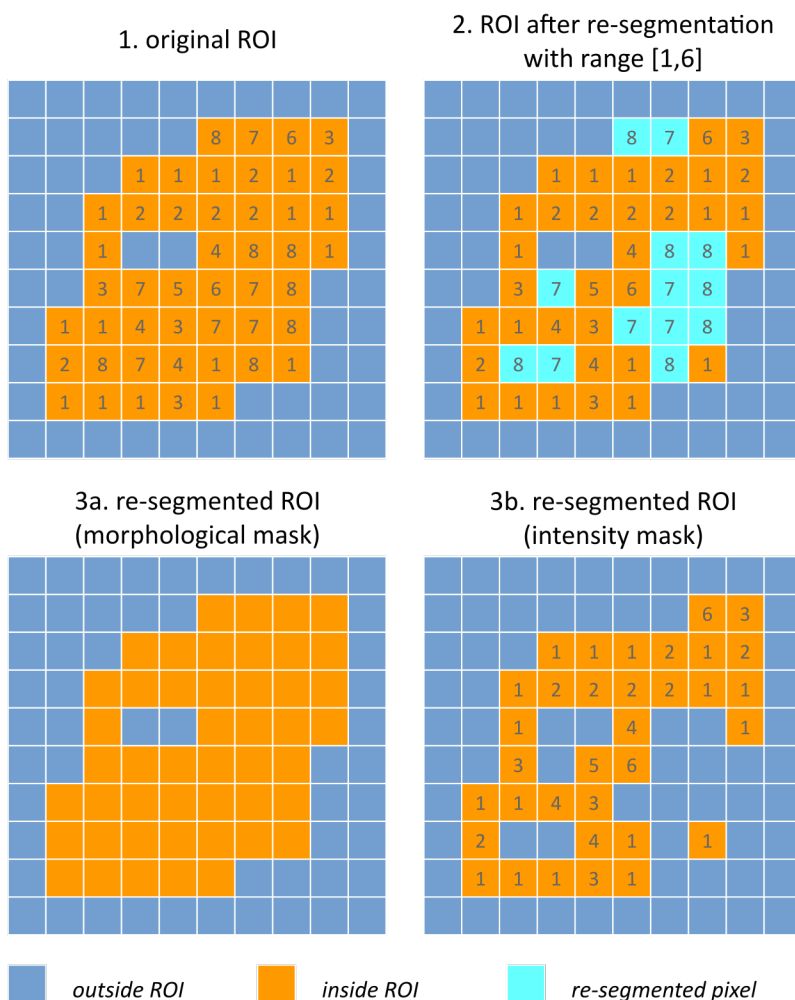 1. original ROI
2. ROI after re-segmentation
with range [1,6]
8 7 6 3
1 1 1 2 1 2
1 2 2 2 2 1 1
1 4 8 8 1
3 7 5 6 7 8
1 1 4 3 7 7 8
2 8 7 4 1 8 1
1 1 1 3 1
8 7 6 3
1 1 1 2 1 2
1 2 2 2 2 1 1
1 4 8 8 1
3 7 5 6 7 8
1 1 4 3 7 7 8
2 8 7 4 1 8 1
1 1 1 3 1
3a. re-segmented ROI
(morphological mask)
3b. re-segmented ROI
(intensity mask)
6 3
1 1 1 2 1 2
1 2 2 2 2 1 1
1 4 1
3 5 6
1 1 4 3
2 4 1 1
1 1 1 3 1
outside ROI
inside ROI
re-segmented pixel